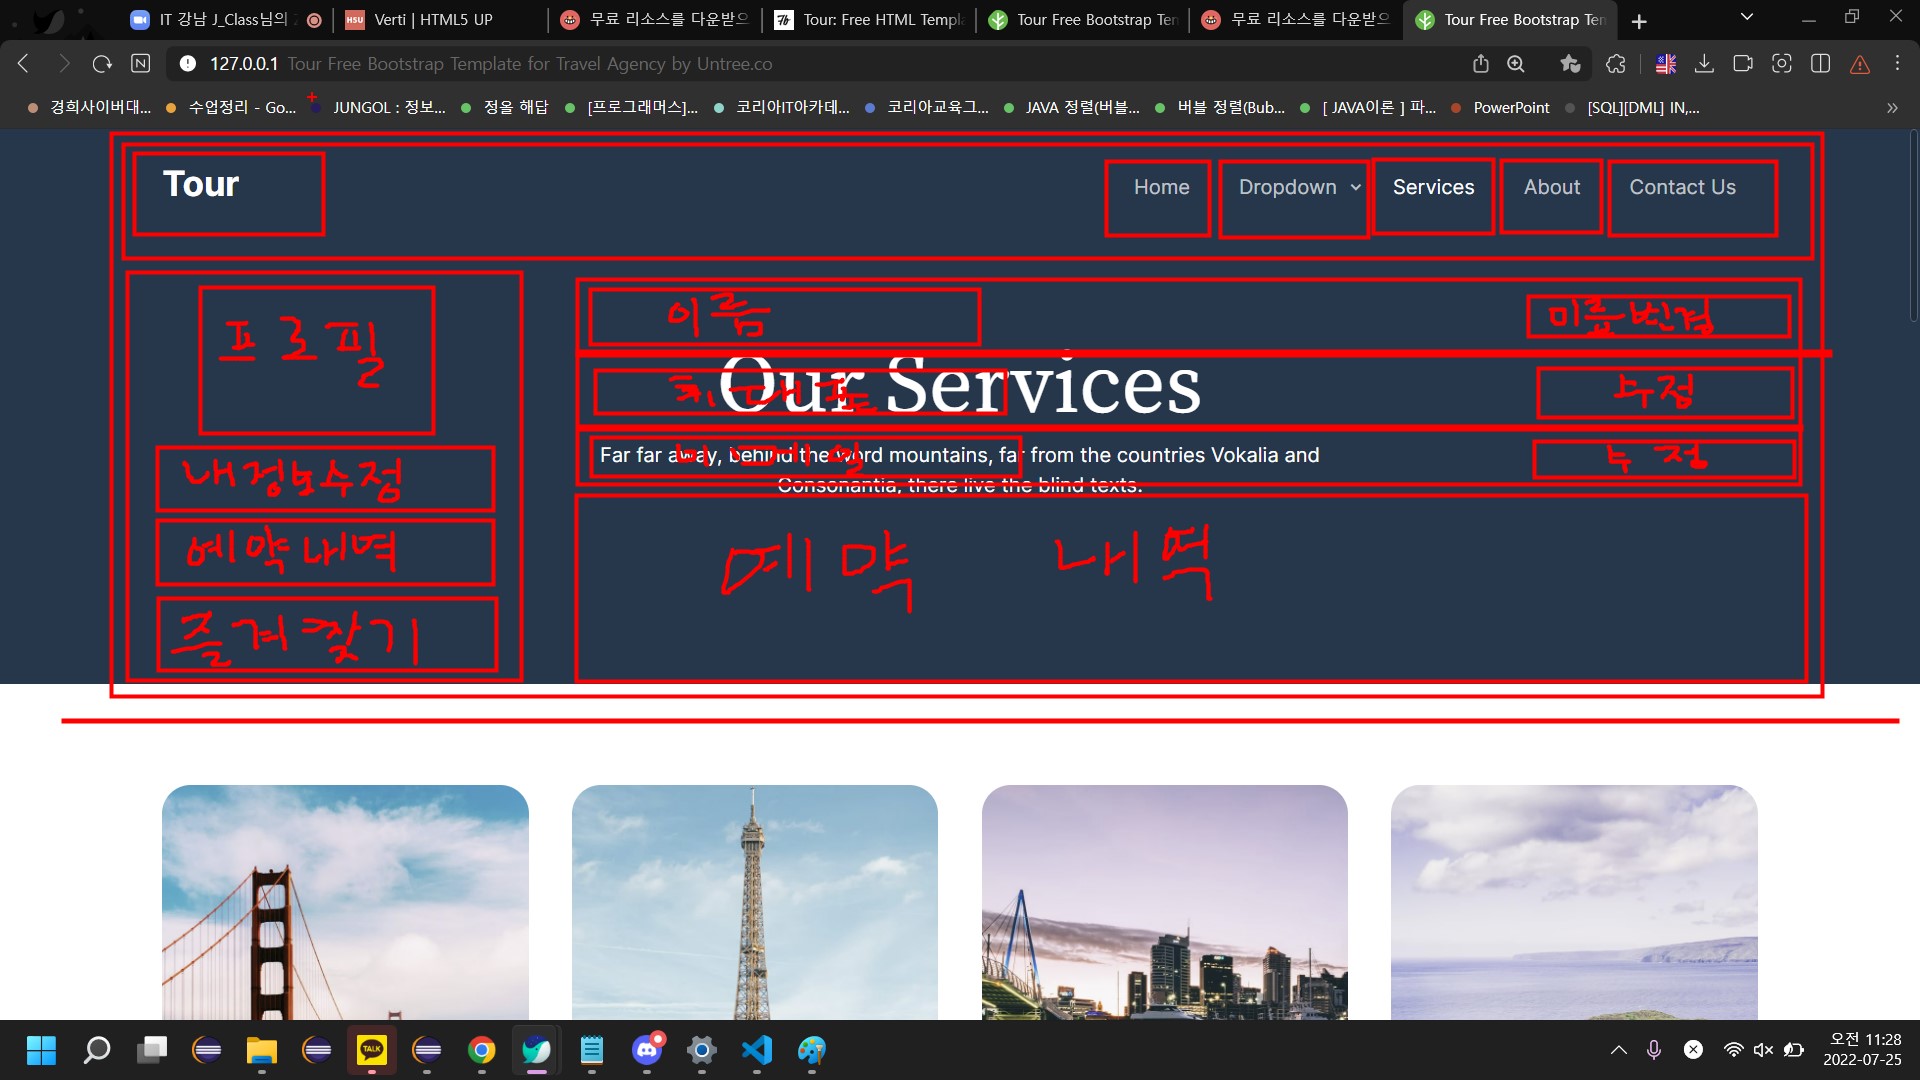 IT 강남 J_Class님의
Verti | HTML5 UP
무료 리소스를 다운받으
Tour: Free HTML Templ
Tour Free Bootstrap Ten
무료 리소스를 다운받으
Tour Free Bootstrap Ten
127.0.0.1 Tour Free Bootstrap Template for Travel Agency by Untree.co
경희사이버대...
수업정리 - Go...
JUNGOL : 정보...
정올 해답
[프로그래머스]...
코리아IT아카데...
코리아교육그...
JAVA 정렬(버블...
버블 정렬(Bub...
[ JAVA이론 ] 파...
PowerPoint
[SQL][DML] IN,...
Tour
Home
Dropdown
Services
About
Contact Us
프로필
이름
이름변경
Our Services
수정
Far far away, behind the word mountains, far from the countries Vokalia and
이메일
수정
Consonantia, there live the blind texts.
내정보수정
예약내역
즐겨찾기
예약 내역
TALK
오전 11:28
2022-07-25